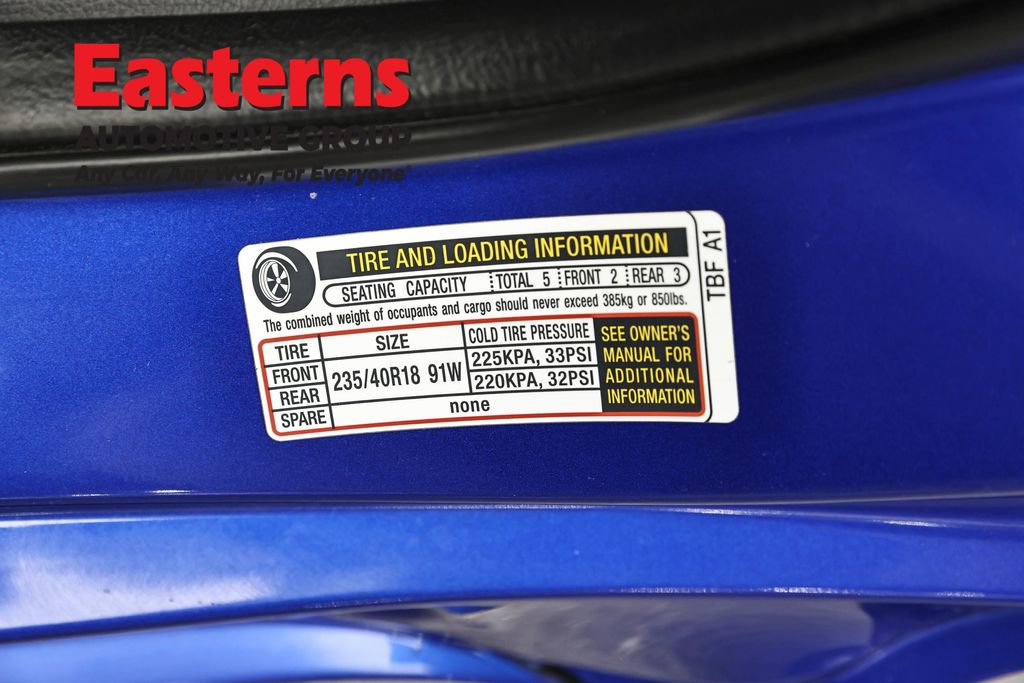 Easterns
AUTOMOTIVE GROUP
Any Car, Any Way, For Everyone
TIRE AND LOADING INFORMATION
SEATING CAPACITY TOTAL 5 FRONT 2 REAR 3
The combined weight of occupants and cargo should never exceed 385kg or 850lbs.
TIRE SIZE COLD TIRE PRESSURE
FRONT 235/40R18 91W 225KPA, 33PSI
REAR 220KPA, 32PSI
SPARE none
SEE OWNER'S
MANUAL FOR
ADDITIONAL
INFORMATION
TBF A1